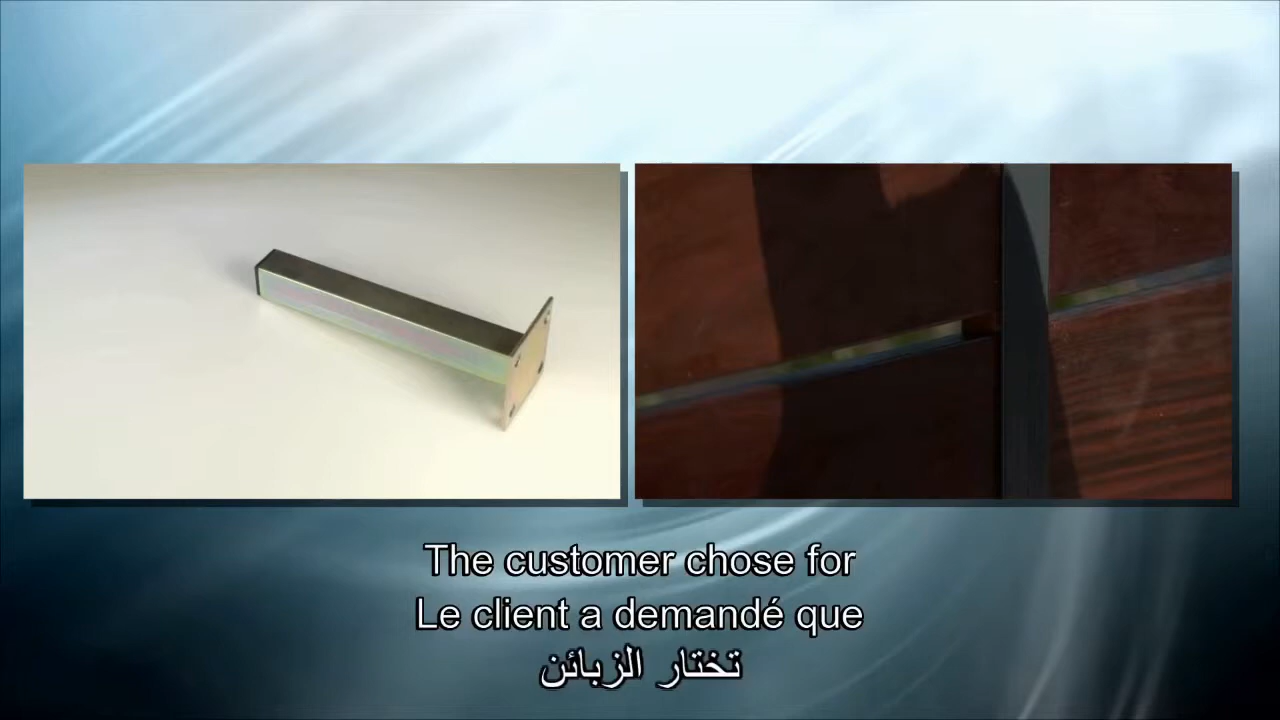 The customer chose for
Le client a demandé que
تختار الزبائن